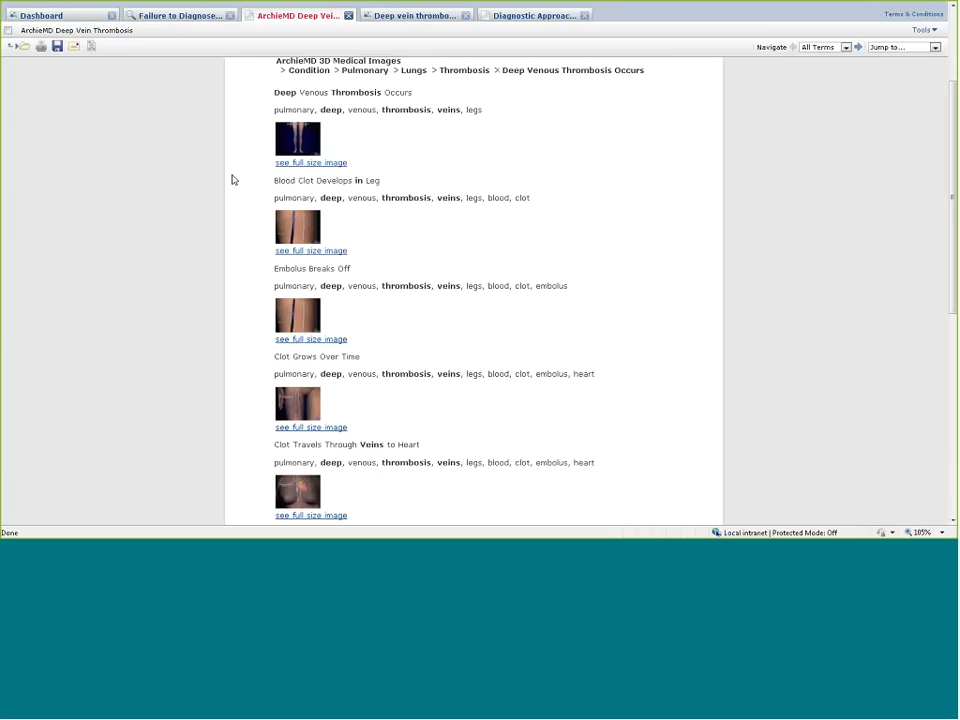 Dashboard
Failure to Diagnose...
ArchieMD Deep Vei...
Deep vein thrombo...
Diagnostic Approac...
Terms & Conditions
ArchieMD Deep Vein Thrombosis
Tools
Navigate
All Terms
Jump to...
ArchieMD 3D Medical Images
> Condition > Pulmonary > Lungs > Thrombosis > Deep Venous Thrombosis Occurs
Deep Venous Thrombosis Occurs
pulmonary, deep, venous, thrombosis, veins, legs
see full size image
Blood Clot Develops in Leg
pulmonary, deep, venous, thrombosis, veins, legs, blood, clot
see full size image
Embolus Breaks Off
pulmonary, deep, venous, thrombosis, veins, legs, blood, clot, embolus
see full size image
Clot Grows Over Time
pulmonary, deep, venous, thrombosis, veins, legs, blood, clot, embolus, heart
see full size image
Clot Travels Through Veins to Heart
pulmonary, deep, venous, thrombosis, veins, legs, blood, clot, embolus, heart
see full size image
Done
Local intranet | Protected Mode: Off
105%